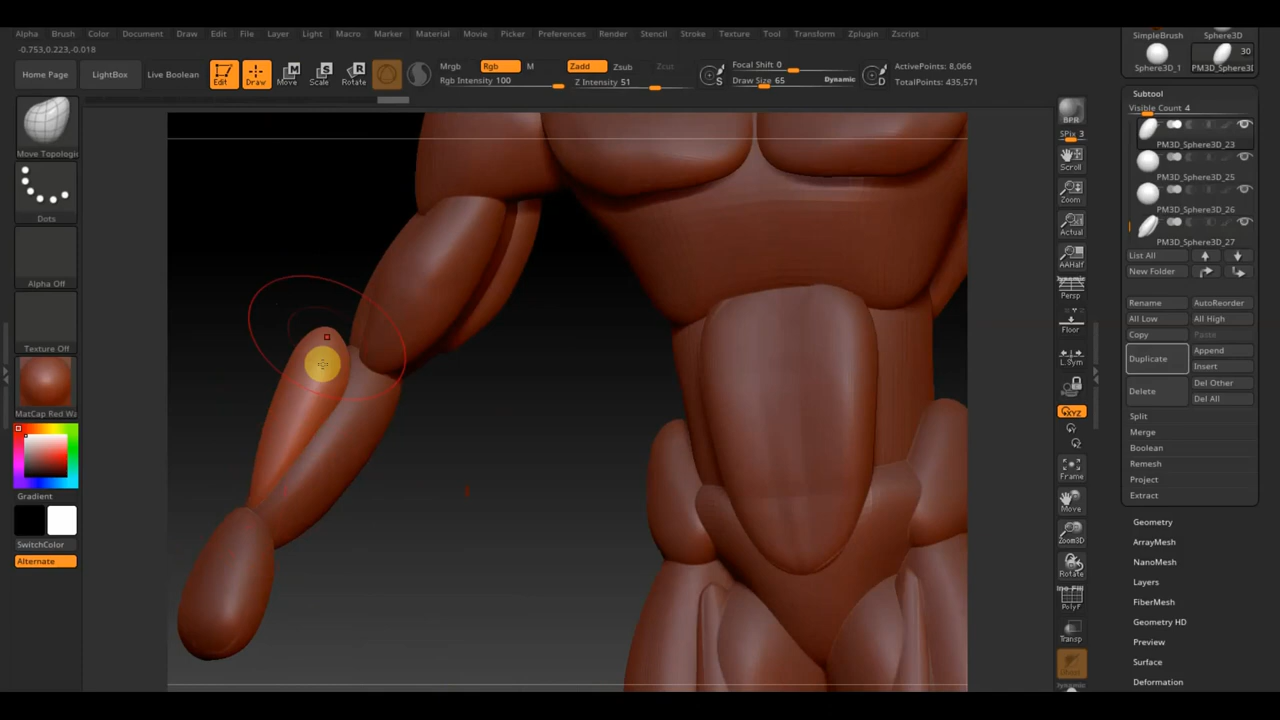 Alpha Brush Color Document Draw Edit File Layer Light Macro Marker Material Movie Picker Preferences Render Stencil Stroke Texture Tool Transform Zplugin Zscript
-0.753,0.223,-0.018
Home Page LightBox Live Boolean Edit Draw Move Scale Rotate
Mrgb Rgb M Zadd Zsub Zcut
Rgb Intensity 100 Z Intensity 51
Focal Shift 0
Draw Size 65 Dynamic
S D
ActivePoints: 8,066
TotalPoints: 435,571
Move Topologic
Dots
Alpha Off
Texture Off
MatCap Red Wa
Gradient
SwitchColor
Alternate
BPR
SPix 3
Scroll
Zoom
Actual
AAHalf
Dynamic
Persp
Floor
L.Sym
XYZ
Frame
Move
Zoom3D
Rotate
PolyF
Transp
Dynamic
SimpleBrush Sphere3D
30
Sphere3D_1 PM3D_Sphere3D
Subtool
Visible Count 4
PM3D_Sphere3D_23
PM3D_Sphere3D_25
PM3D_Sphere3D_26
PM3D_Sphere3D_27
List All
New Folder
Rename AutoReorder
All Low All High
Copy Paste
Duplicate Append
Insert
Delete Del Other
Del All
Split
Merge
Boolean
Remesh
Project
Extract
Geometry
ArrayMesh
NanoMesh
Layers
FiberMesh
Geometry HD
Preview
Surface
Deformation